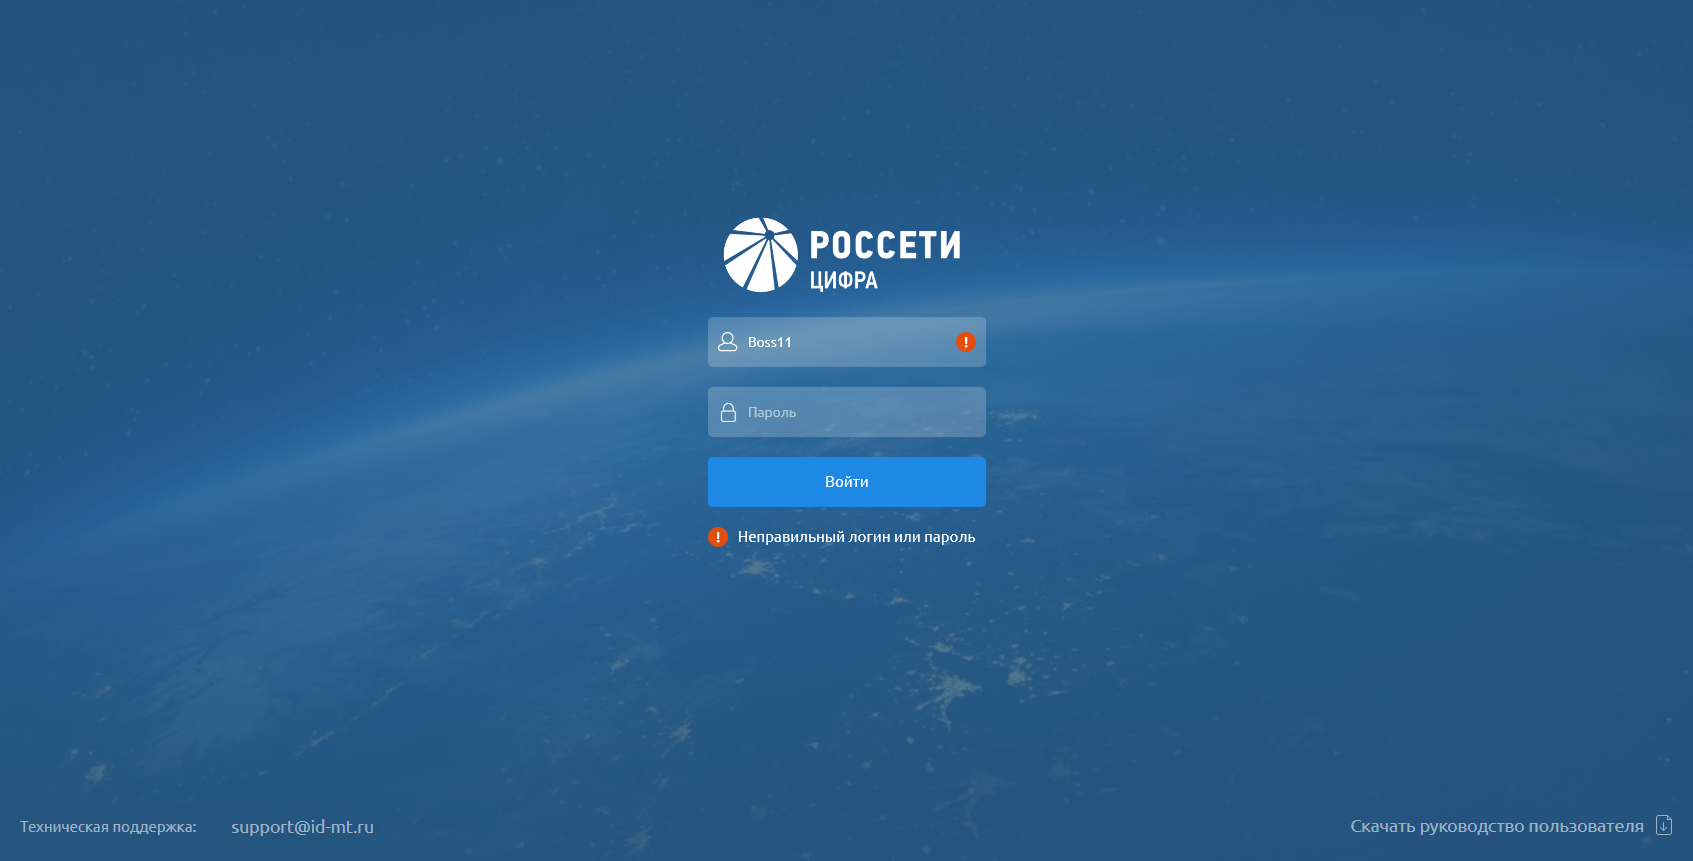 РОССЕТИ
ЦИФРА
Boss11
Пароль
Войти
Неправильный логин или пароль
Техническая поддержка: support@id-mt.ru
Скачать руководство пользователя